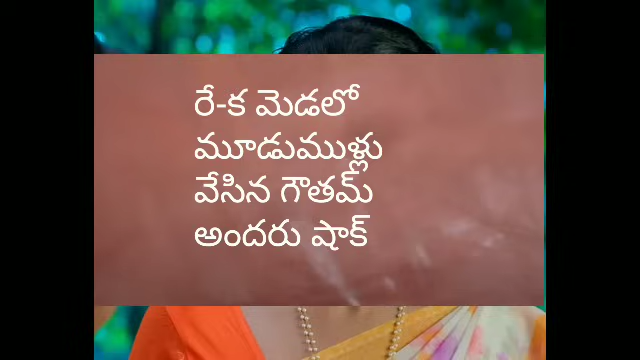 రే-క మెడలో
మూడుముళ్లు
వేసిన గౌతమ్
అందరు షాక్